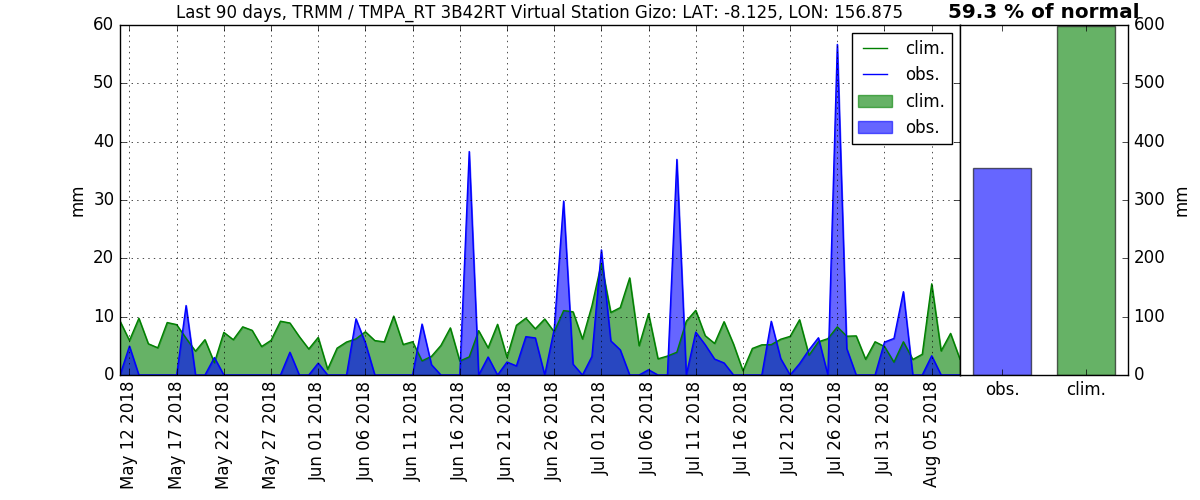 Last 90 days, TRMM / TMPA_RT 3B42RT Virtual Station Gizo: LAT: -8.125, LON: 156.875
59.3 % of normal
mm
60
50
40
30
20
10
0
clim.
obs.
clim.
obs.
600
500
400
300
200
100
0
mm
May 12 2018
May 17 2018
May 22 2018
May 27 2018
Jun 01 2018
Jun 06 2018
Jun 11 2018
Jun 16 2018
Jun 21 2018
Jun 26 2018
Jul 01 2018
Jul 06 2018
Jul 11 2018
Jul 16 2018
Jul 21 2018
Jul 26 2018
Jul 31 2018
Aug 05 2018
obs.
clim.